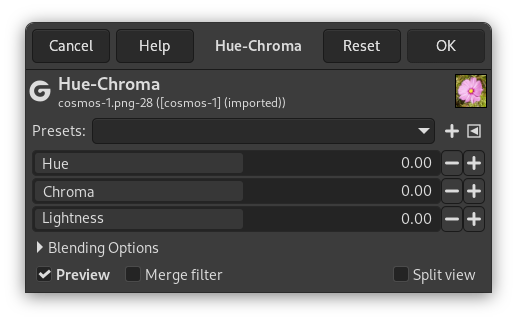 Cancel Help Hue-Chroma Reset OK
Hue-Chroma
cosmos-1.png-28 ([cosmos-1] (imported))
Presets:
Hue 0.00
Chroma 0.00
Lightness 0.00
Blending Options
Preview Merge filter Split view